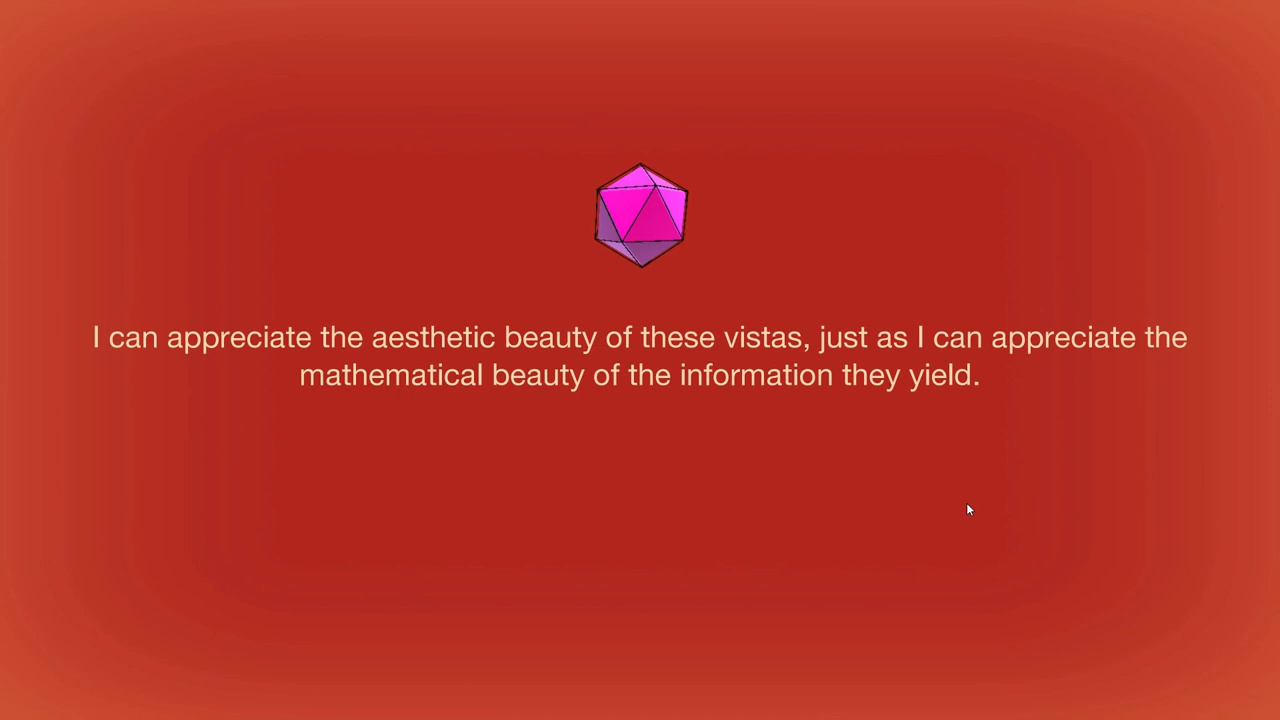 I can appreciate the aesthetic beauty of these vistas, just as I can appreciate the
mathematical beauty of the information they yield.